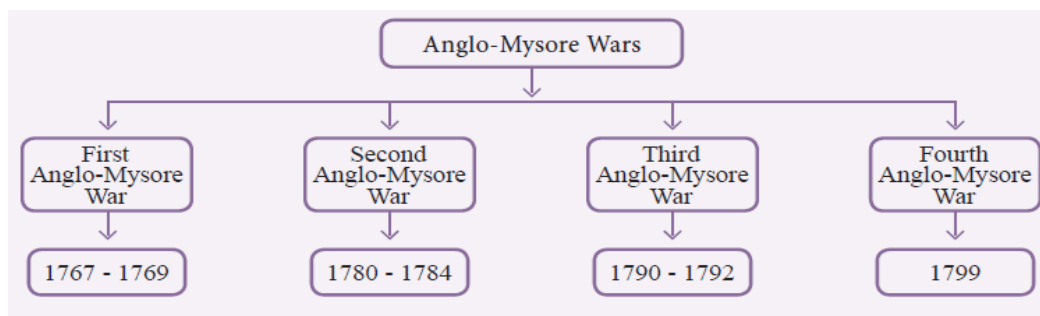 Anglo-Mysore Wars
First
Anglo-Mysore
War
Second
Anglo-Mysore
War
Third
Anglo-Mysore
War
Fourth
Anglo-Mysore
War
1767 - 1769
1780 - 1784
1790 - 1792
1799